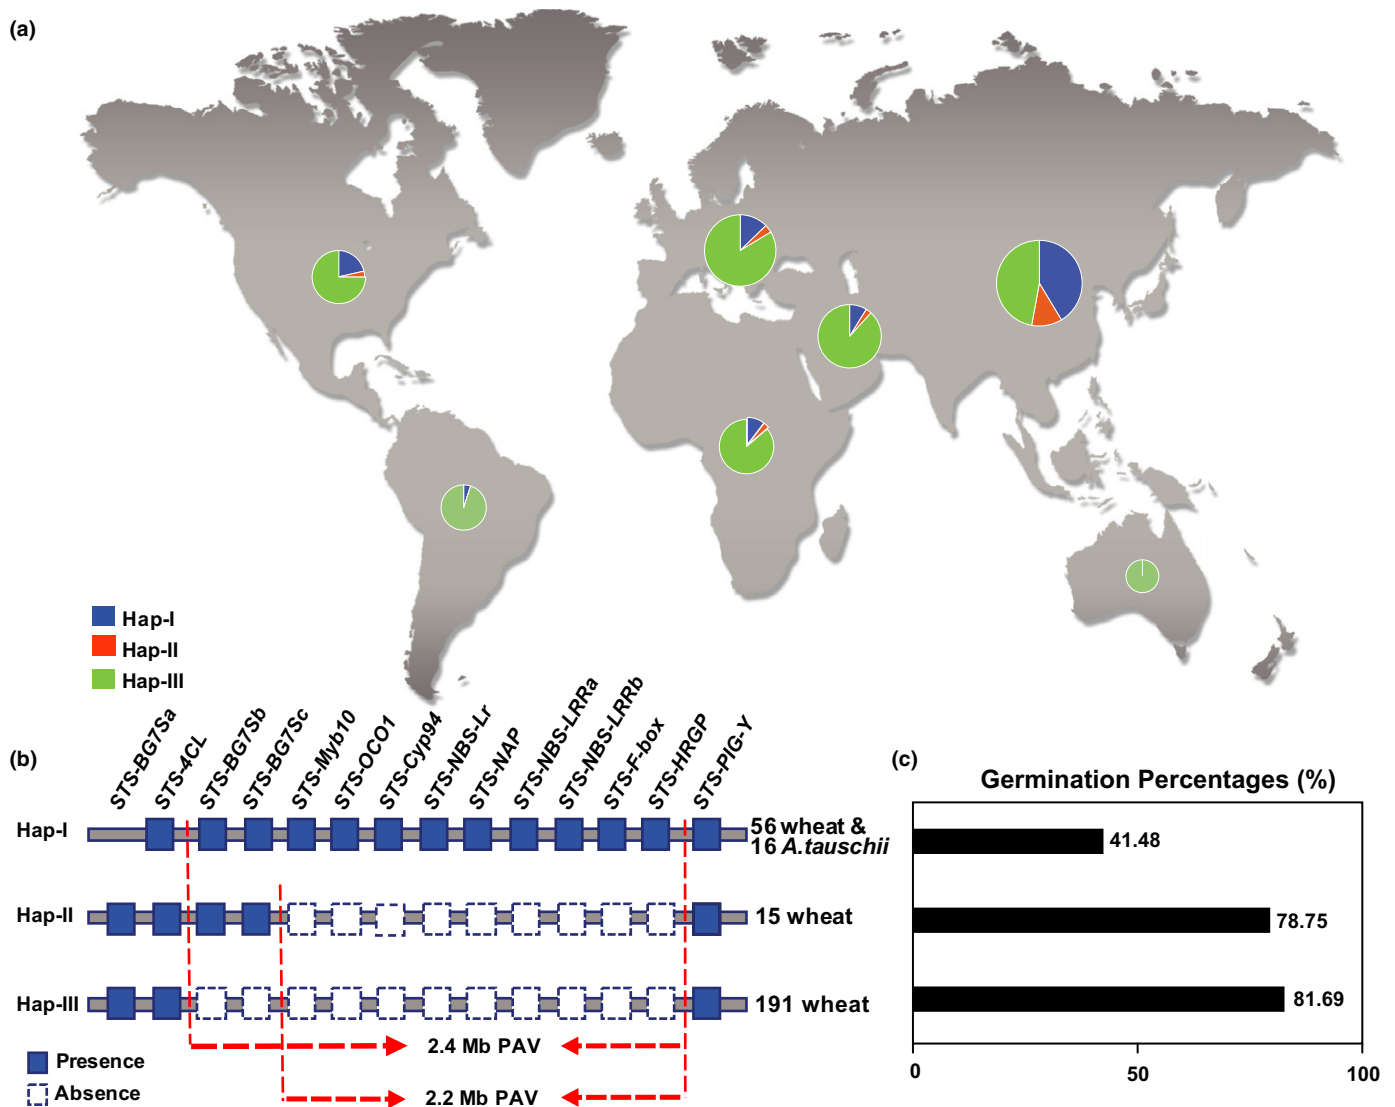 (a)
Hap-I
Hap-II
Hap-III
(b)
STS-BG7Sa
STS-4CL
STS-BG7Sb
STS-BG7Sc
STS-Myb10
STS-OCO1
STS-Cyp94
STS-NBS-Lr
STS-NAP
STS-NBS-LRRa
STS-NBS-LRRb
STS-F-box
STS-HRGP
STS-PIG-Y
Hap-I
56 wheat &
16 A.tauschii
Hap-II
15 wheat
Hap-III
191 wheat
2.4 Mb PAV
2.2 Mb PAV
Presence
Absence
(c)
Germination Percentages (%)
41.48
78.75
81.69
0
50
100